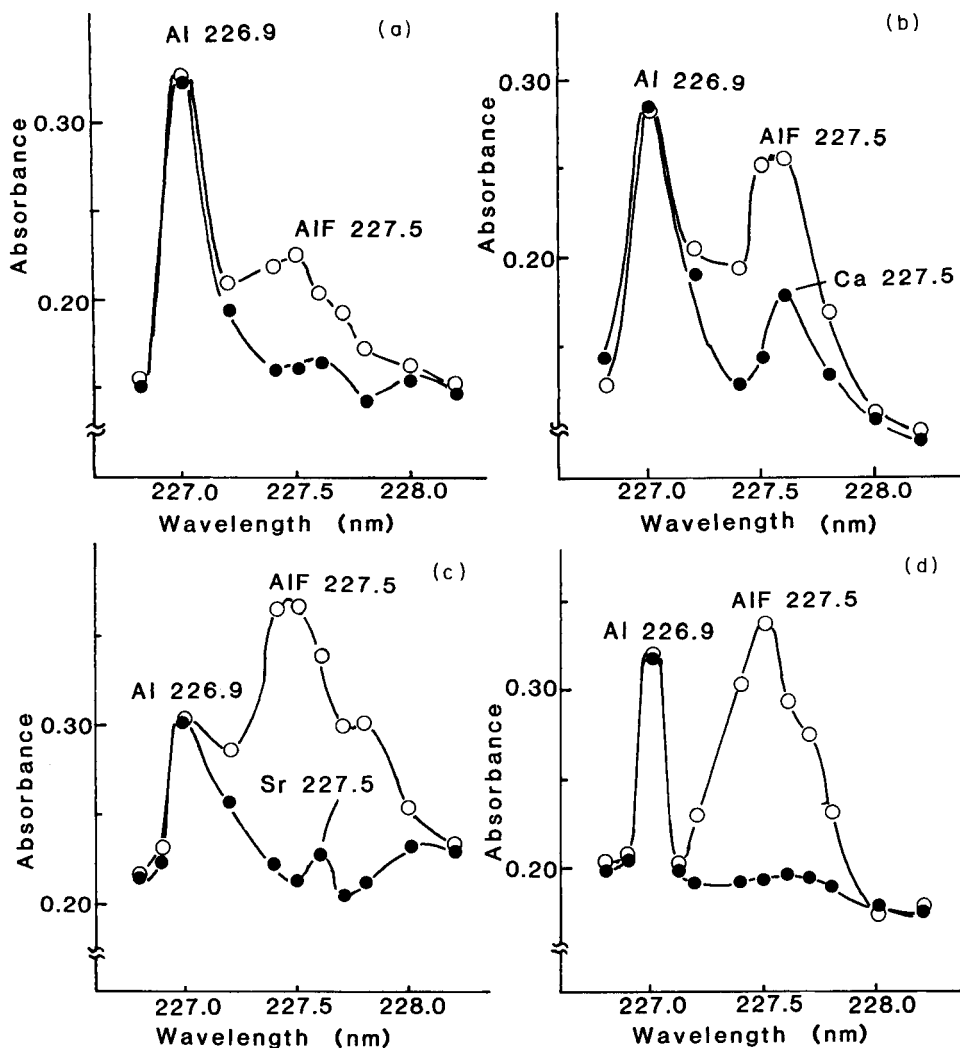 (a)
Al 226.9
AlF 227.5
0.30
0.20
Absorbance
227.0 227.5 228.0
Wavelength (nm)
(b)
Al 226.9
AlF 227.5
Ca 227.5
0.30
0.20
Absorbance
227.0 227.5 228.0
Wavelength (nm)
(c)
AlF 227.5
Al 226.9
Sr 227.5
0.30
0.20
Absorbance
227.0 227.5 228.0
Wavelength (nm)
(d)
AlF 227.5
Al 226.9
0.30
0.20
Absorbance
227.0 227.5 228.0
Wavelength (nm)